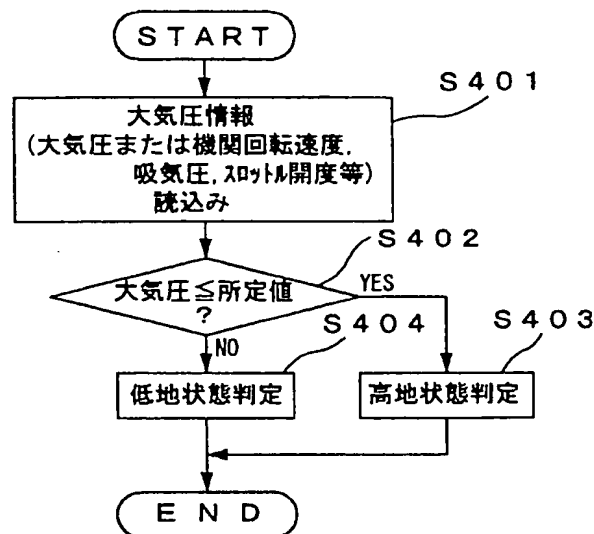 START
S401
大気圧情報
(大気圧または機関回転速度,
吸気圧,スロットル開度等)
読込み
S402
大気圧≦所定値
?
YES
NO
S404
S403
低地状態判定
高地状態判定
END